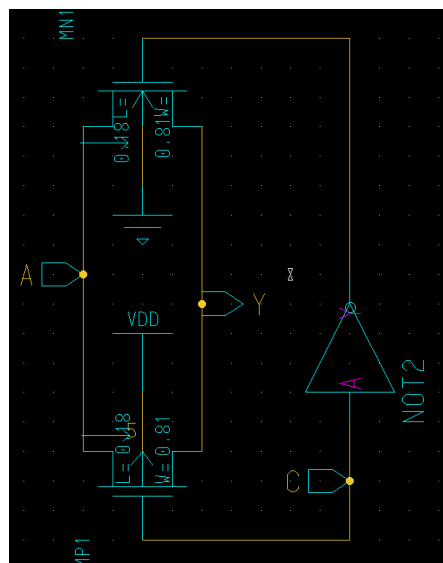 MN1
L=
0.18
W=
0.81
A
Y
VDD
L=
0.18
W=
0.81
A
NOT2
C
MP1